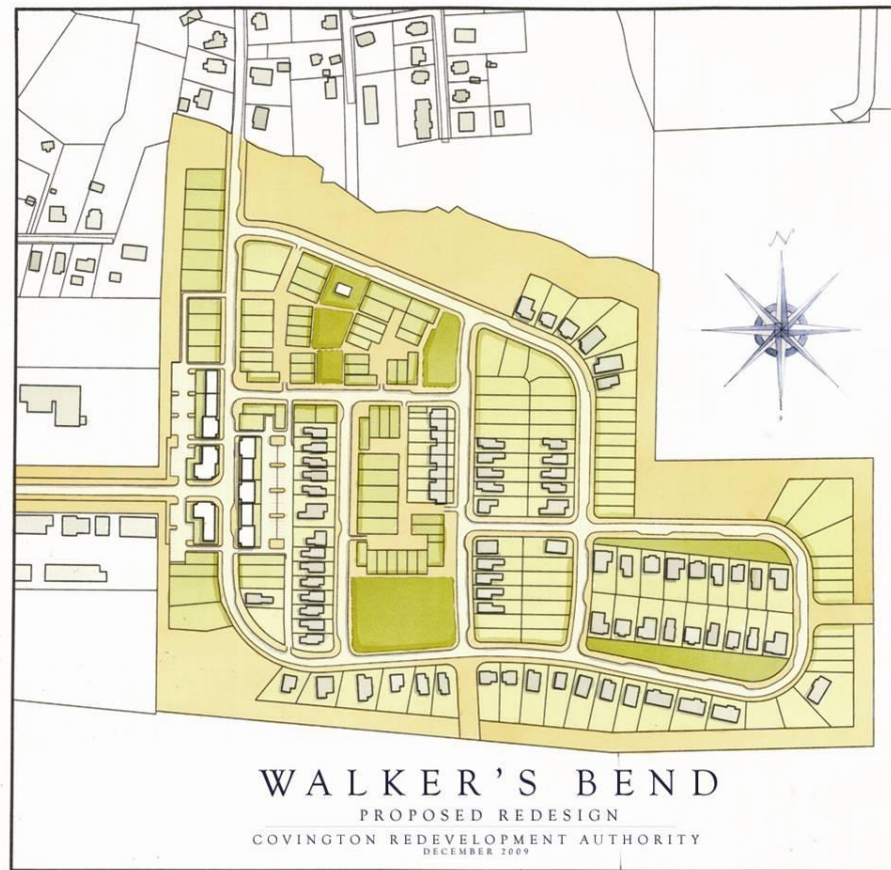 N
WALKER'S BEND
PROPOSED REDESIGN
COVINGTON REDEVELOPMENT AUTHORITY
DECEMBER 2009